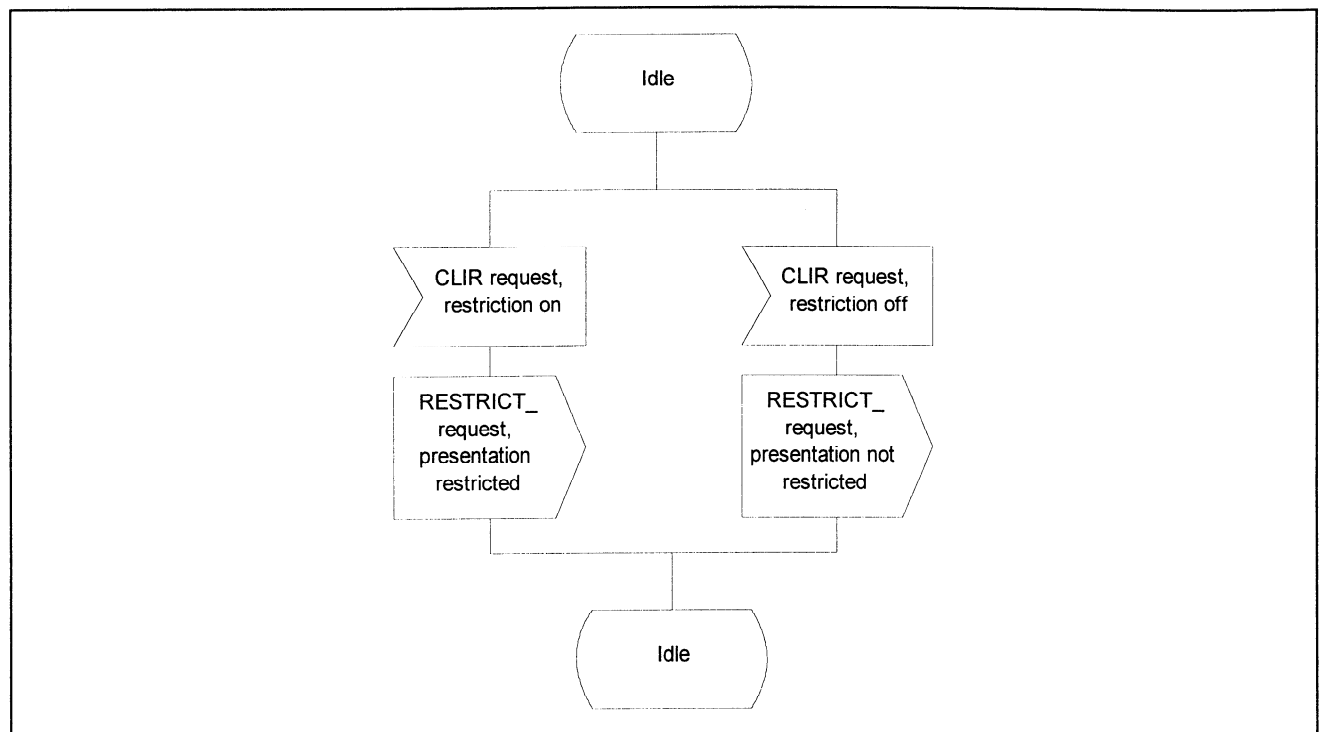 Idle
CLIR request,
restriction on
CLIR request,
restriction off
RESTRICT_
request,
presentation
restricted
RESTRICT_
request,
presentation not
restricted
Idle